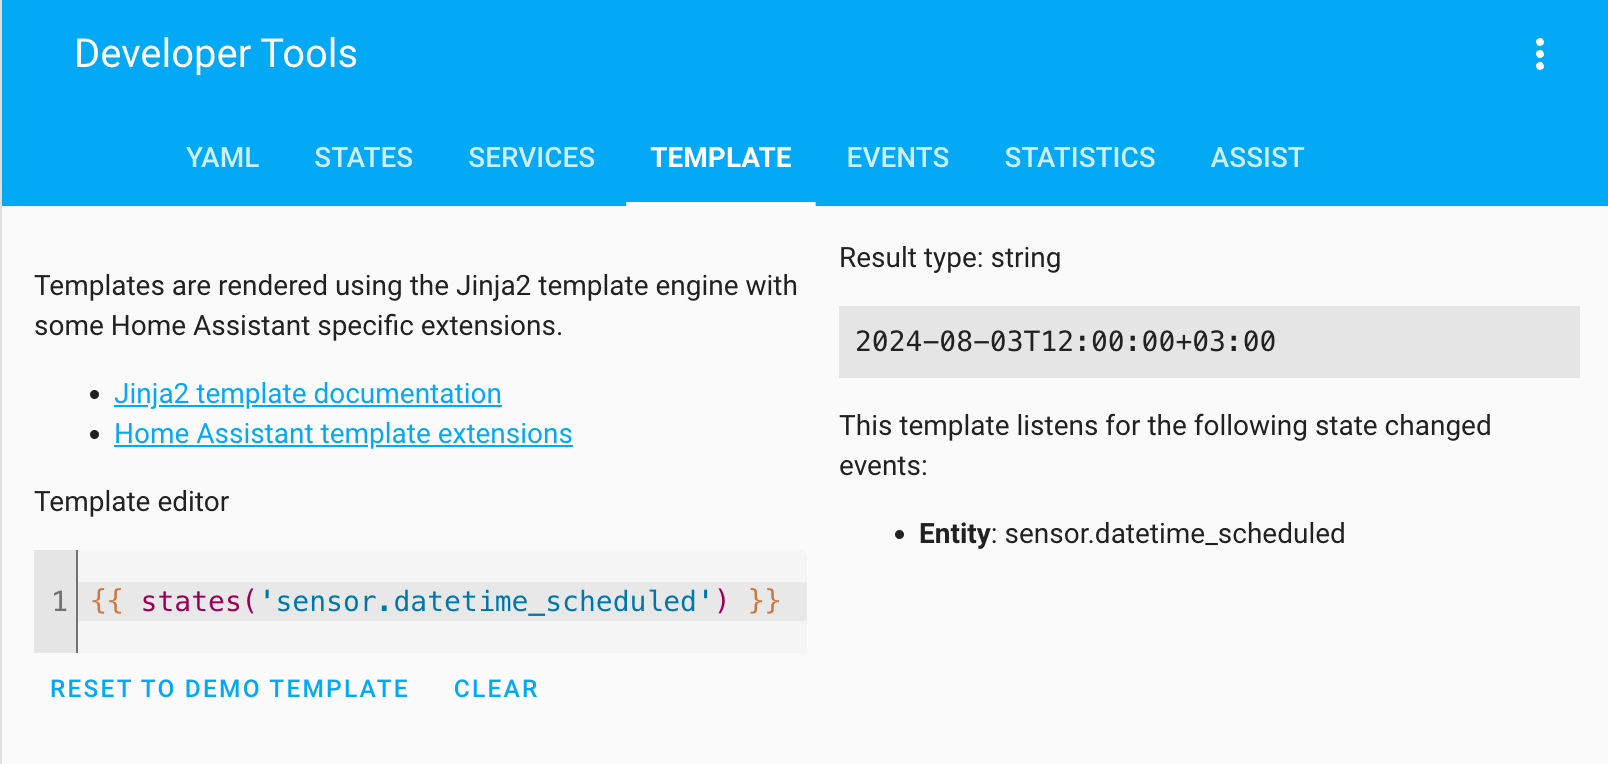 Developer Tools
YAML STATES SERVICES TEMPLATE EVENTS STATISTICS ASSIST
Templates are rendered using the Jinja2 template engine with
some Home Assistant specific extensions.
Jinja2 template documentation
Home Assistant template extensions
Template editor
1 {{ states('sensor.datetime_scheduled') }}
RESET TO DEMO TEMPLATE CLEAR
Result type: string
2024-08-03T12:00:00+03:00
This template listens for the following state changed
events:
Entity: sensor.datetime_scheduled